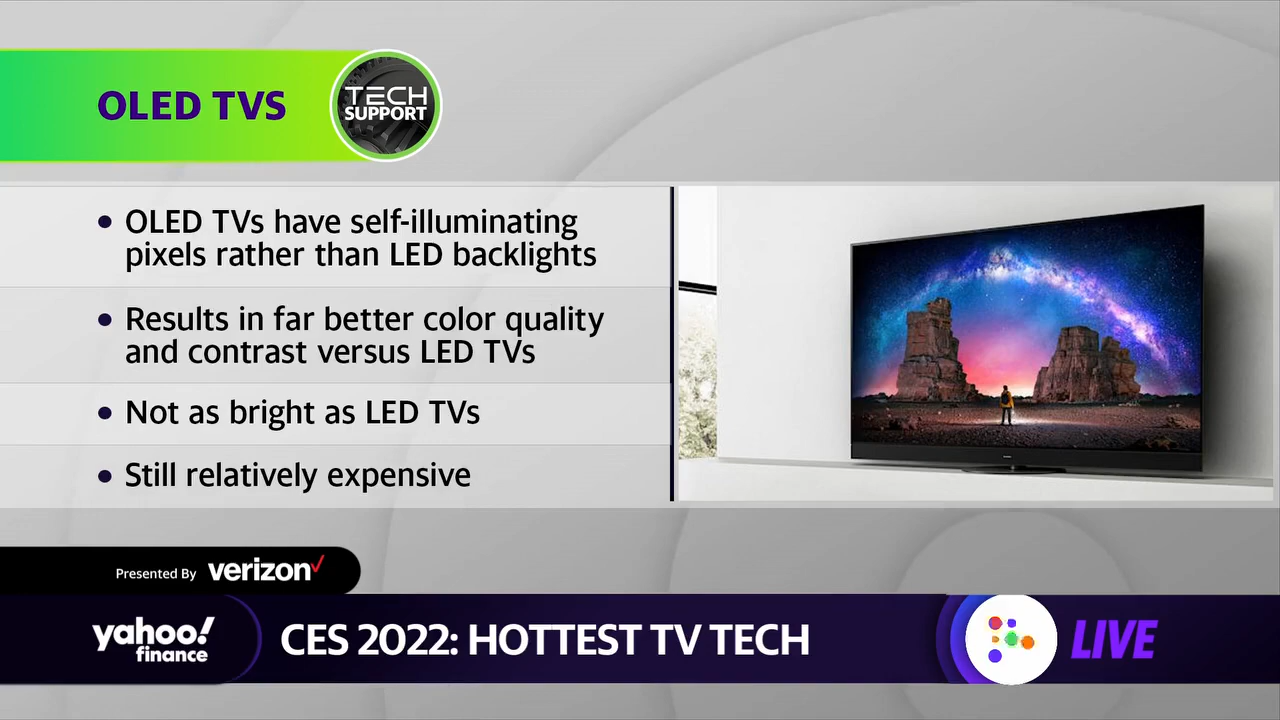 OLED TVS
TECH
SUPPORT
• OLED TVs have self-illuminating
pixels rather than LED backlights
• Results in far better color quality
and contrast versus LED TVs
• Not as bright as LED TVs
• Still relatively expensive
Presented By verizon✓
yahoo!
finance
CES 2022: HOTTEST TV TECH
LIVE